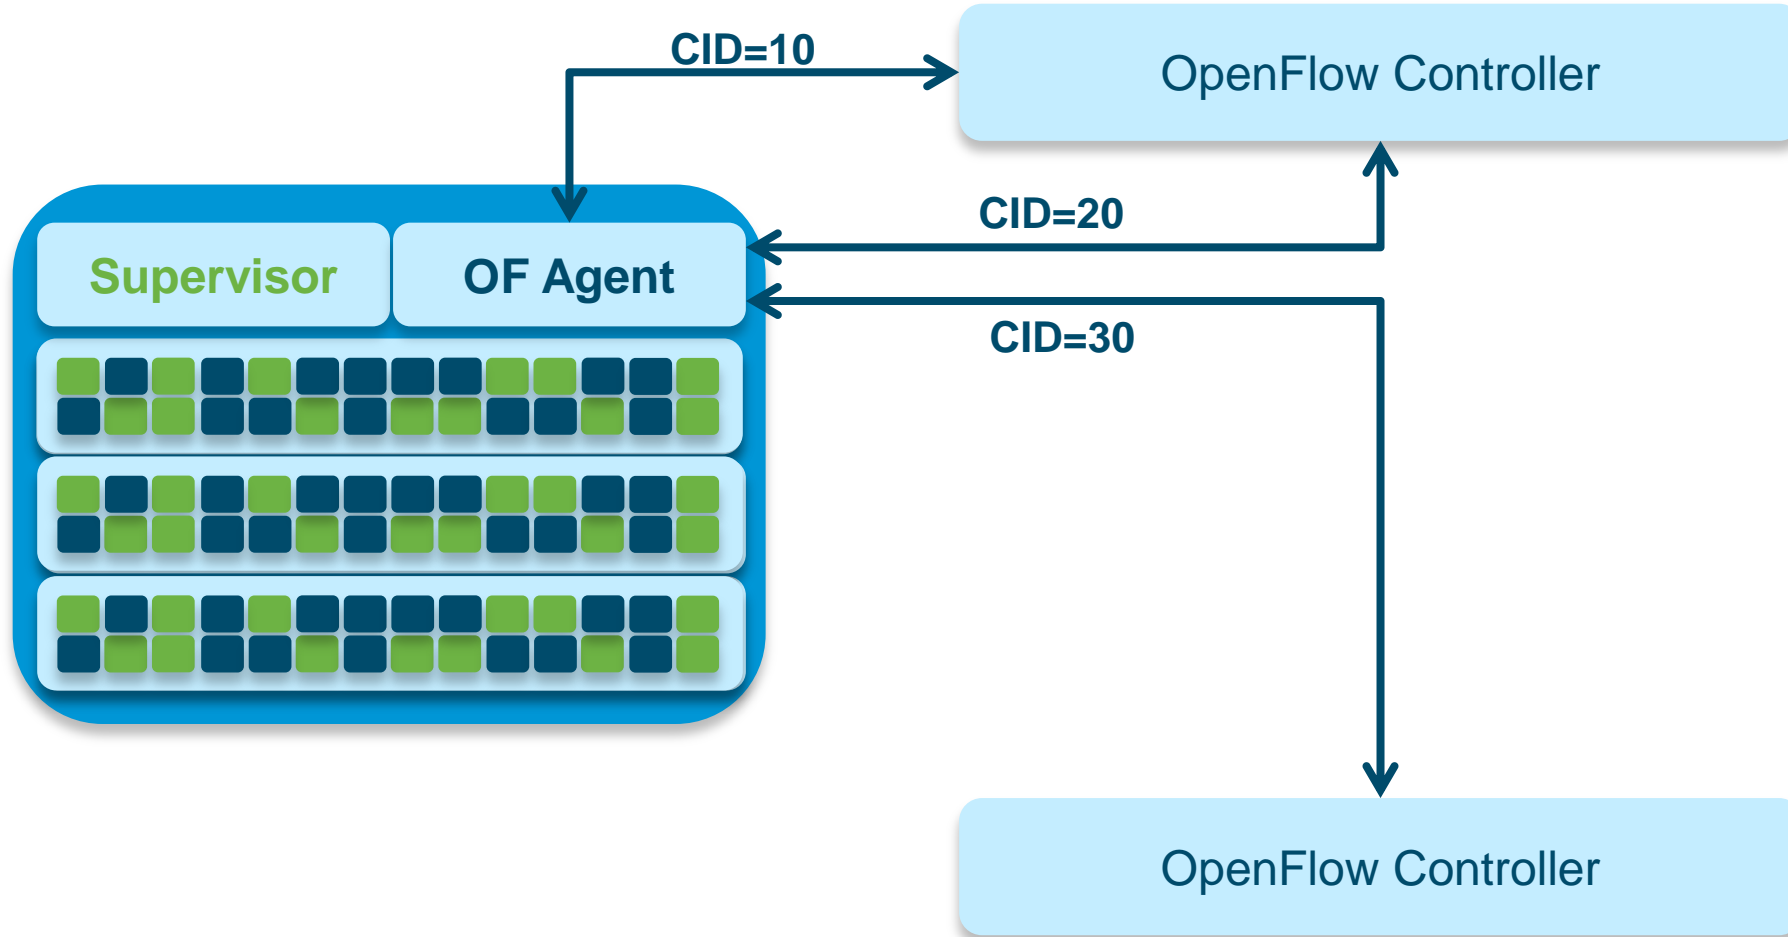 CID=10
OpenFlow Controller
CID=20
Supervisor
OF Agent
CID=30
OpenFlow Controller